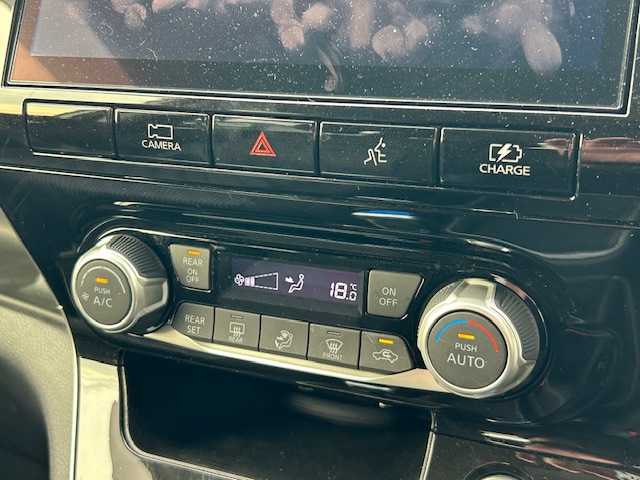 CAMERA
CHARGE
REAR
ON
OFF
18.0
°C
ON
OFF
PUSH
A/C
REAR
SET
REAR
FRONT
PUSH
AUTO